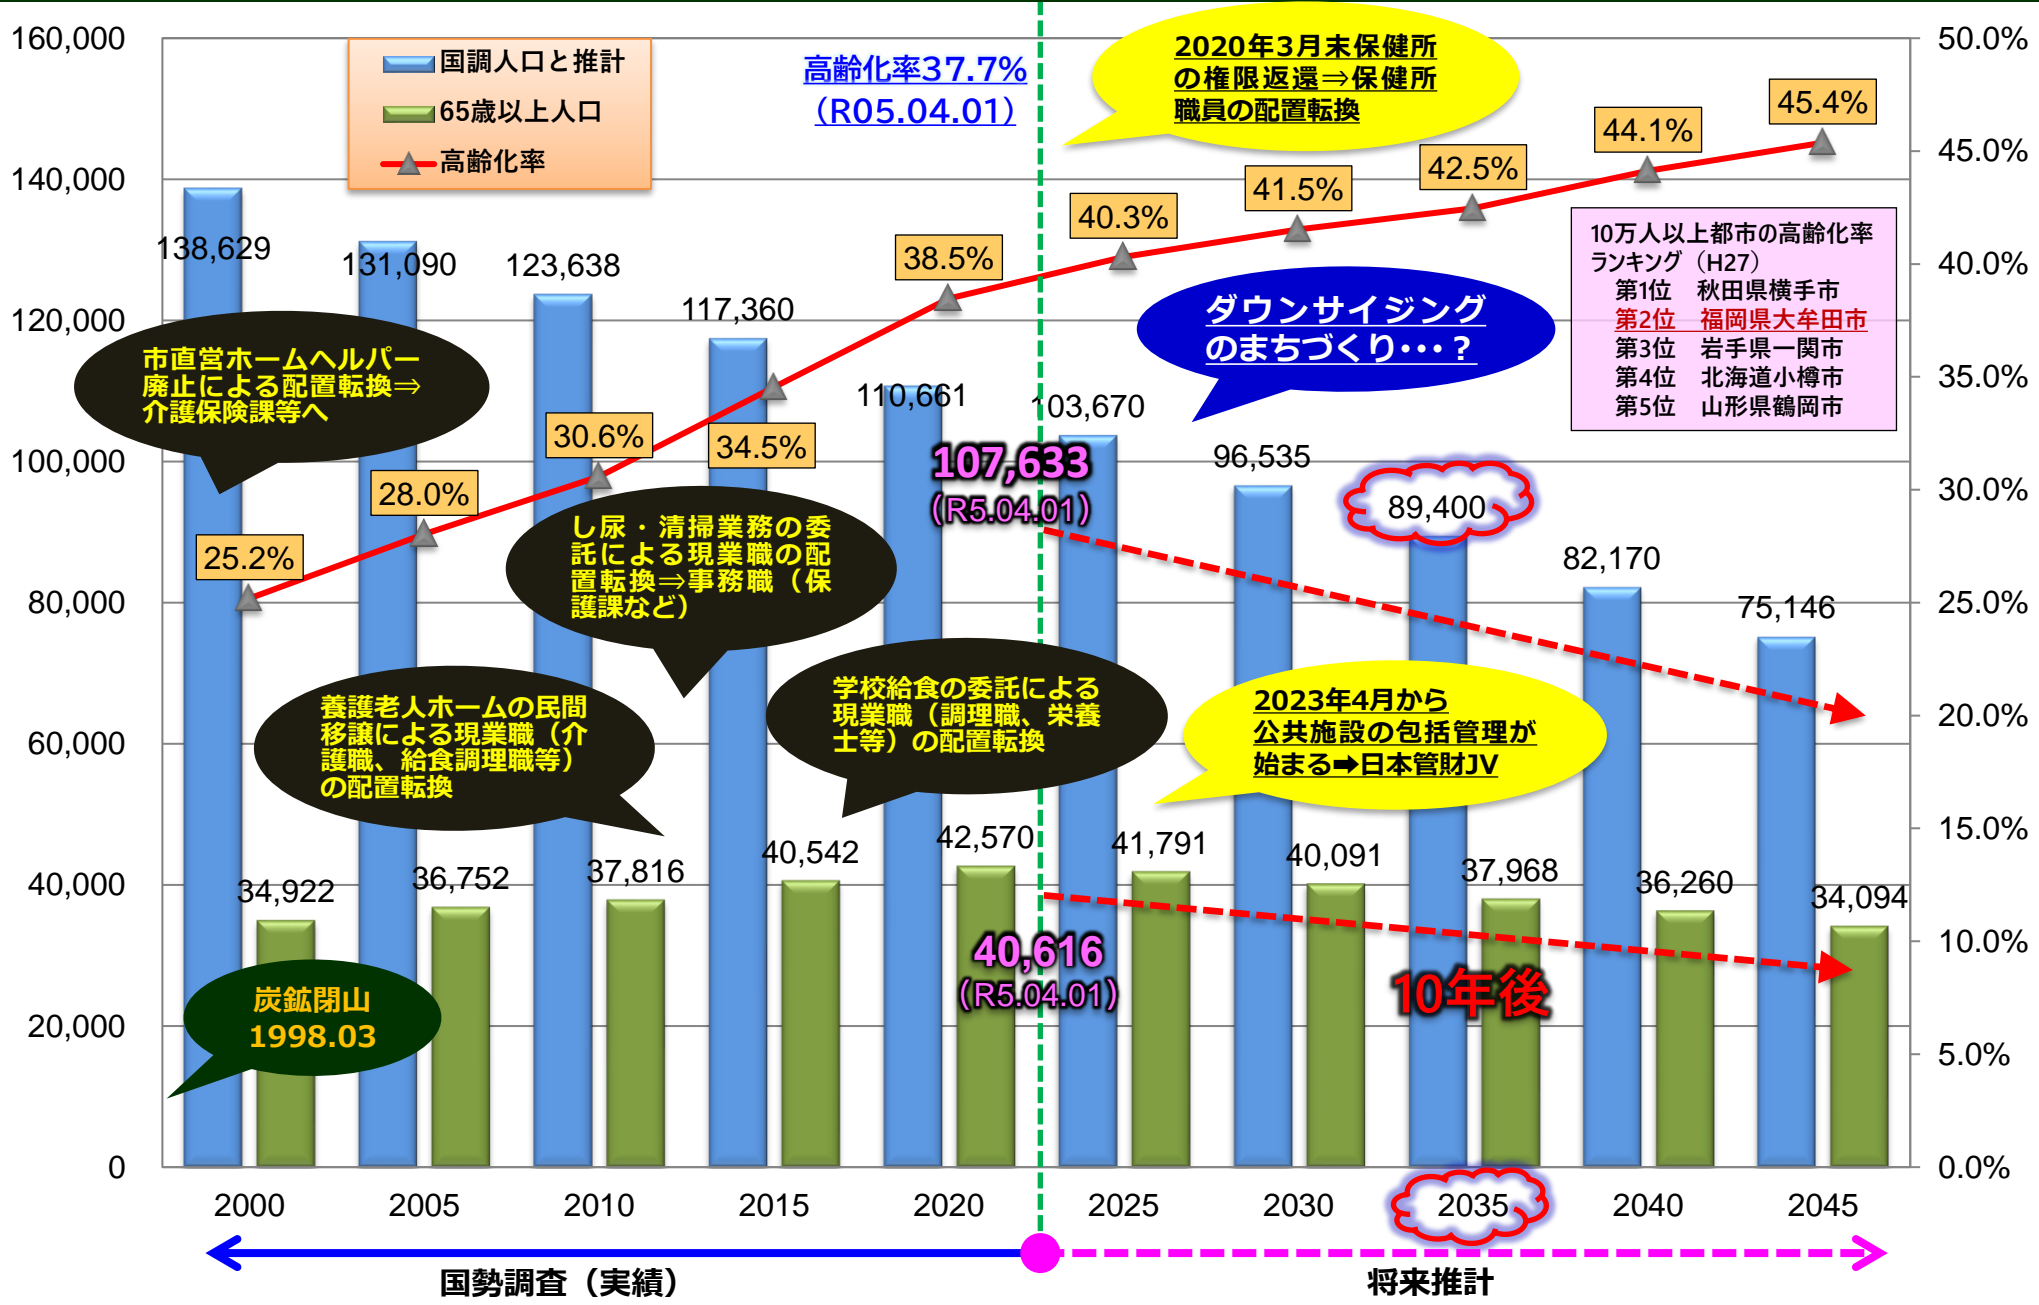 160,000
140,000
120,000
100,000
80,000
60,000
40,000
20,000
0
50.0%
45.0%
40.0%
35.0%
30.0%
25.0%
20.0%
15.0%
10.0%
5.0%
0.0%
国調人口と推計
65歳以上人口
高齢化率
高齢化率37.7%
（R05.04.01）
2020年3月末保健所
の権限返還⇒保健所
職員の配置転換
25.2%
28.0%
30.6%
34.5%
38.5%
40.3%
41.5%
42.5%
44.1%
45.4%
10万人以上都市の高齢化率
ランキング（H27）
第1位　秋田県横手市
第2位　福岡県大牟田市
第3位　岩手県一関市
第4位　北海道小樽市
第5位　山形県鶴岡市
138,629
131,090
123,638
117,360
110,661
103,670
96,535
89,400
82,170
75,146
ダウンサイジング
のまちづくり･･･？
市直営ホームヘルパー
廃止による配置転換⇒
介護保険課等へ
107,633
（R5.04.01）
し尿・清掃業務の委
託による現業職の配
置転換⇒事務職（保
護課など）
養護老人ホームの民間
移譲による現業職（介
護職、給食調理職等）
の配置転換
学校給食の委託による
現業職（調理職、栄養
士等）の配置転換
2023年4月から
公共施設の包括管理が
始まる➡日本管財JV
34,922
36,752
37,816
40,542
42,570
41,791
40,091
37,968
36,260
34,094
40,616
（R5.04.01）
10年後
炭鉱閉山
1998.03
2000
2005
2010
2015
2020
2025
2030
2035
2040
2045
国勢調査（実績）
将来推計